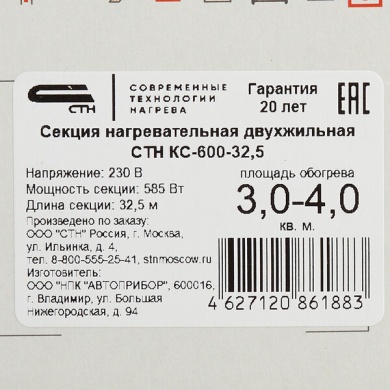 СТН
СОВРЕМЕННЫЕ
ТЕХНОЛОГИИ
НАГРЕВА
Гарантия
20 лет
EAC
Секция нагревательная двухжильная
СТН КС-600-32,5
Напряжение: 230 В
Мощность секции: 585 Вт
Длина секции: 32,5 м
Произведено по заказу:
ООО "СТН" Россия, г. Москва,
ул. Ильинка, д. 4,
тел. 8-800-555-25-41, stnmoscow.ru
Изготовитель:
ООО "НПК "АВТОПРИБОР", 600016,
г. Владимир, ул. Большая
Нижегородская, д. 94
площадь обогрева
3,0-4,0
кв. м.
4 627120 861883